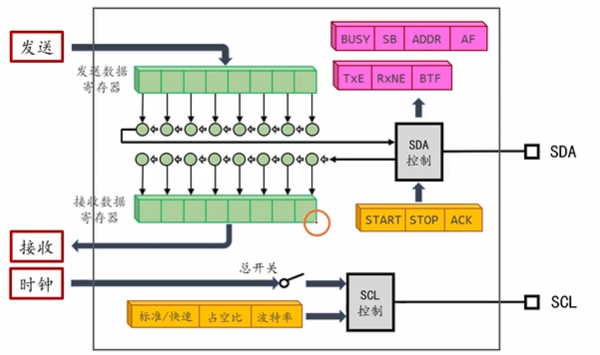 发送
发送数据
寄存器
BUSY SB ADDR AF
TxE RxNE BTF
SDA
控制
SDA
START STOP ACK
接收数据
寄存器
接收
时钟
总开关
标准/快速 占空比 波特率
SCL
控制
SCL